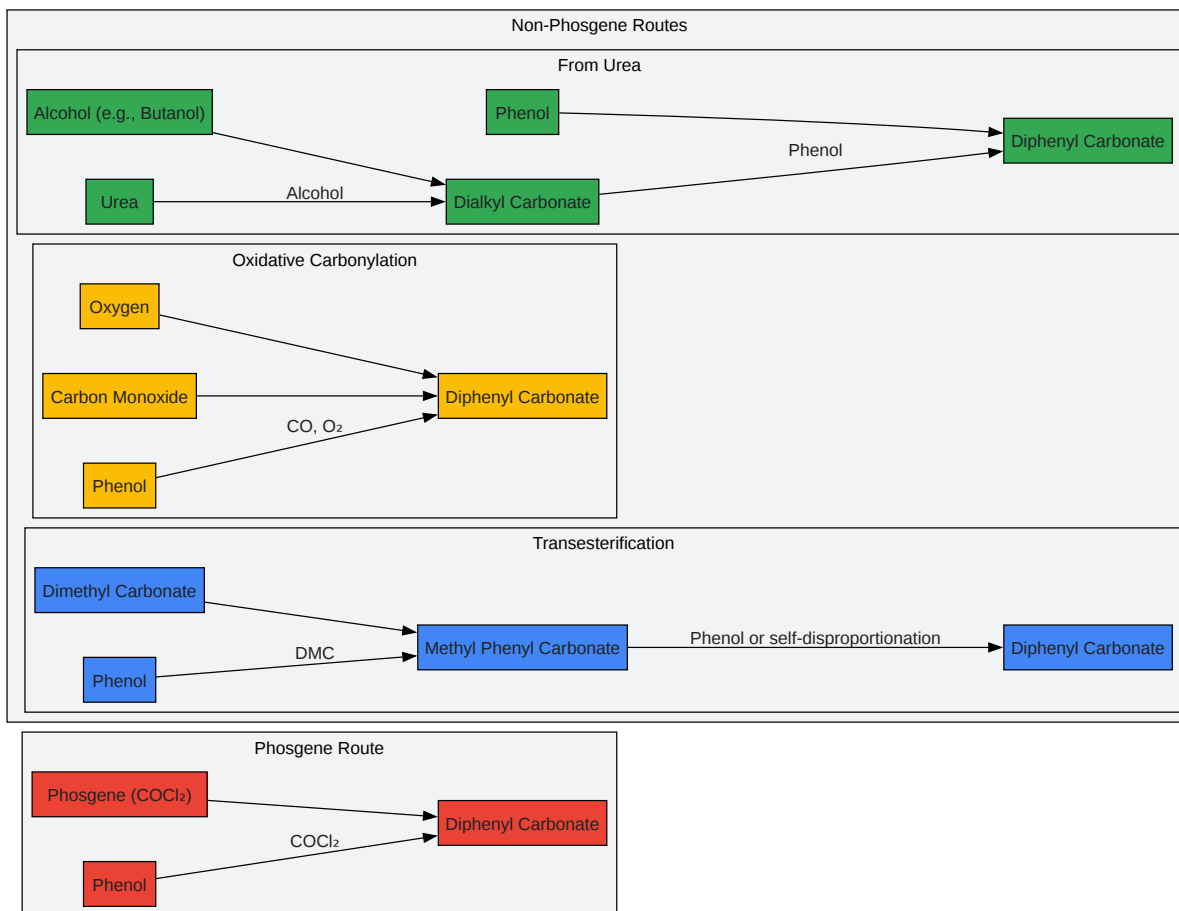 Non-Phosgene Routes
From Urea
Alcohol (e.g., Butanol)
Phenol
Diphenyl Carbonate
Phenol
Urea
Alcohol
Dialkyl Carbonate
Oxidative Carbonylation
Oxygen
Carbon Monoxide
Diphenyl Carbonate
CO, O₂
Phenol
Transesterification
Dimethyl Carbonate
Methyl Phenyl Carbonate
Phenol or self-disproportionation
Diphenyl Carbonate
DMC
Phenol
Phosgene Route
Phosgene (COCl₂)
Diphenyl Carbonate
COCl₂
Phenol